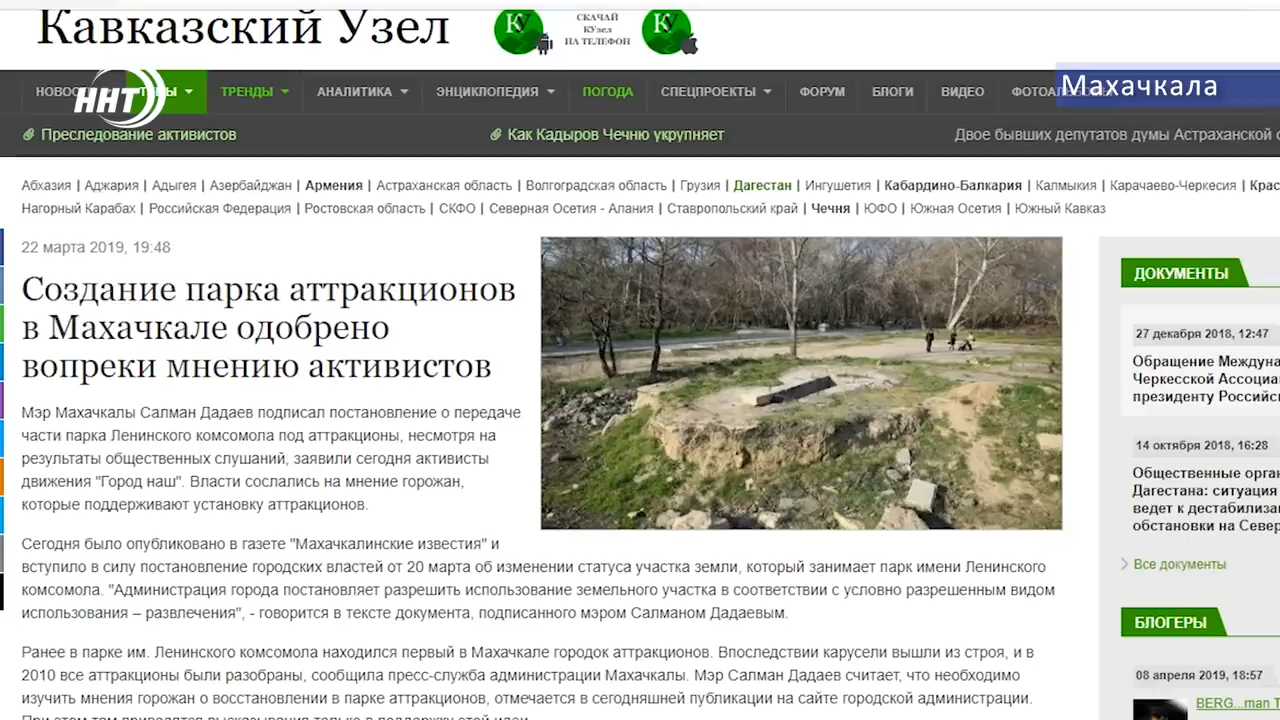 Кавказский Узел
КУ
СКАЧАЙ
КУзел
НА ТЕЛЕФОН
КУ
ННТ
Махачкала
ТРЕНДЫ
АНАЛИТИКА
ЭНЦИКЛОПЕДИЯ
ПОГОДА
СПЕЦПРОЕКТЫ
ФОРУМ
БЛОГИ
ВИДЕО
Преследование активистов
Как Кадыров Чечню укрупняет
Двое бывших депутатов думы Астраханской
Абхазия | Аджария | Адыгея | Азербайджан | Армения | Астраханская область | Волгоградская область | Грузия | Дагестан | Ингушетия | Кабардино-Балкария | Калмыкия | Карачаево-Черкесия | Крас
Нагорный Карабах | Российская Федерация | Ростовская область | СКФО | Северная Осетия - Алания | Ставропольский край | Чечня | ЮФО | Южная Осетия | Южный Кавказ
22 марта 2019, 19:48
Создание парка аттракционов
в Махачкале одобрено
вопреки мнению активистов
Мэр Махачкалы Салман Дадаев подписал постановление о передаче
части парка Ленинского комсомола под аттракционы, несмотря на
результаты общественных слушаний, заявили сегодня активисты
движения "Город наш". Власти сослались на мнение горожан,
которые поддерживают установку аттракционов.
Сегодня было опубликовано в газете "Махачкалинские известия" и
вступило в силу постановление городских властей от 20 марта об изменении статуса участка земли, который занимает парк имени Ленинского
комсомола. "Администрация города постановляет разрешить использование земельного участка в соответствии с условно разрешенным видом
использования – развлечения", - говорится в тексте документа, подписанного мэром Салманом Дадаевым.
Ранее в парке им. Ленинского комсомола находился первый в Махачкале городок аттракционов. Впоследствии карусели вышли из строя, и в
2010 все аттракционы были разобраны, сообщила пресс-служба администрации Махачкалы. Мэр Салман Дадаев считает, что необходимо
изучить мнения горожан о восстановлении в парке аттракционов, отмечается в сегодняшней публикации на сайте городской администрации.
ДОКУМЕНТЫ
27 декабря 2018, 12:47
Обращение Междуна
Черкесской Ассоциа
президенту Российс
14 октября 2018, 16:28
Общественные орган
Дагестана: ситуация
ведет к дестабилиза
обстановки на Север
Все документы
БЛОГЕРЫ
08 апреля 2019, 18:57
BERG...man